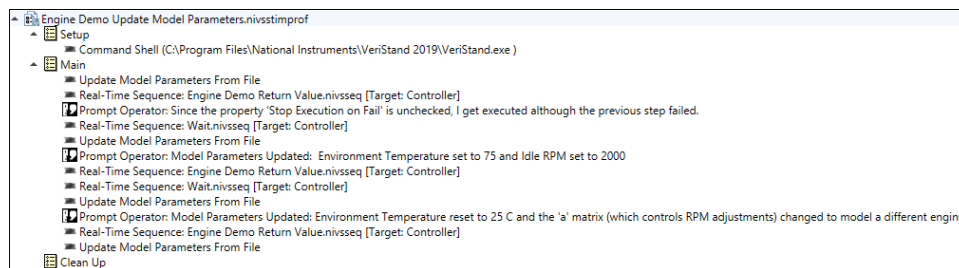 Engine Demo Update Model Parameters.nivsstimprof
Setup
Command Shell (C:\Program Files\National Instruments\VeriStand 2019\VeriStand.exe )
Main
Update Model Parameters From File
Real-Time Sequence: Engine Demo Return Value.nivsseq [Target: Controller]
Prompt Operator: Since the property 'Stop Execution on Fail' is unchecked, I get executed although the previous step failed.
Real-Time Sequence: Wait.nivsseq [Target: Controller]
Update Model Parameters From File
Prompt Operator: Model Parameters Updated:  Environment Temperature set to 75 and Idle RPM set to 2000
Real-Time Sequence: Engine Demo Return Value.nivsseq [Target: Controller]
Real-Time Sequence: Wait.nivsseq [Target: Controller]
Update Model Parameters From File
Prompt Operator: Model Parameters Updated: Environment Temperature reset to 25 C and the 'a' matrix (which controls RPM adjustments) changed to model a different engin
Real-Time Sequence: Engine Demo Return Value.nivsseq [Target: Controller]
Update Model Parameters From File
Clean Up